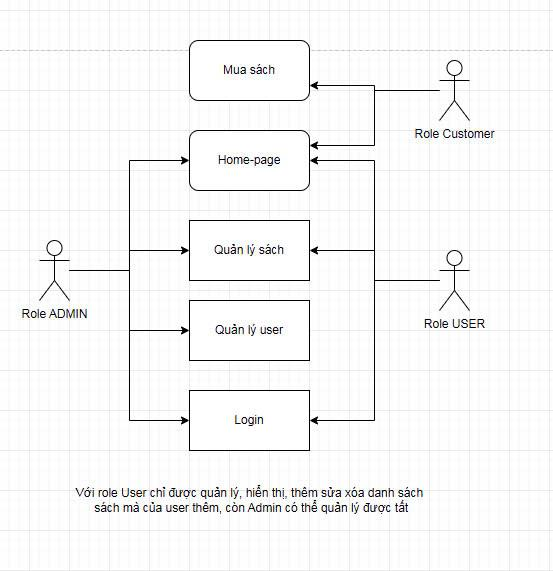 Mua sách
Role Customer
Home-page
Quản lý sách
Role ADMIN
Quản lý user
Role USER
Login
Với role User chỉ được quản lý, hiển thị, thêm sửa xóa danh sách
sách mà của user thêm, còn Admin có thể quản lý được tất